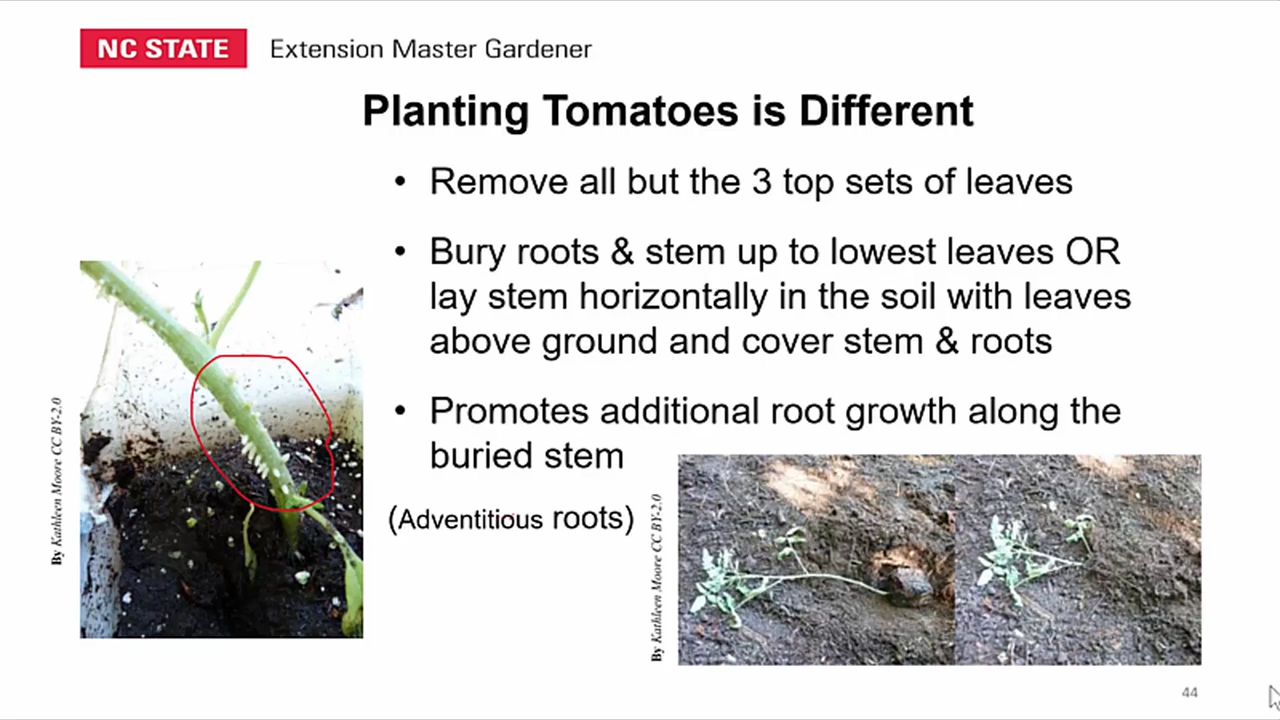 NC STATE Extension Master Gardener
Planting Tomatoes is Different
• Remove all but the 3 top sets of leaves
• Bury roots & stem up to lowest leaves OR
lay stem horizontally in the soil with leaves
above ground and cover stem & roots
• Promotes additional root growth along the
buried stem
(Adventitious roots)
By Kathleen Moore CC BY-2.0
By Kathleen Moore CC BY-2.0
44